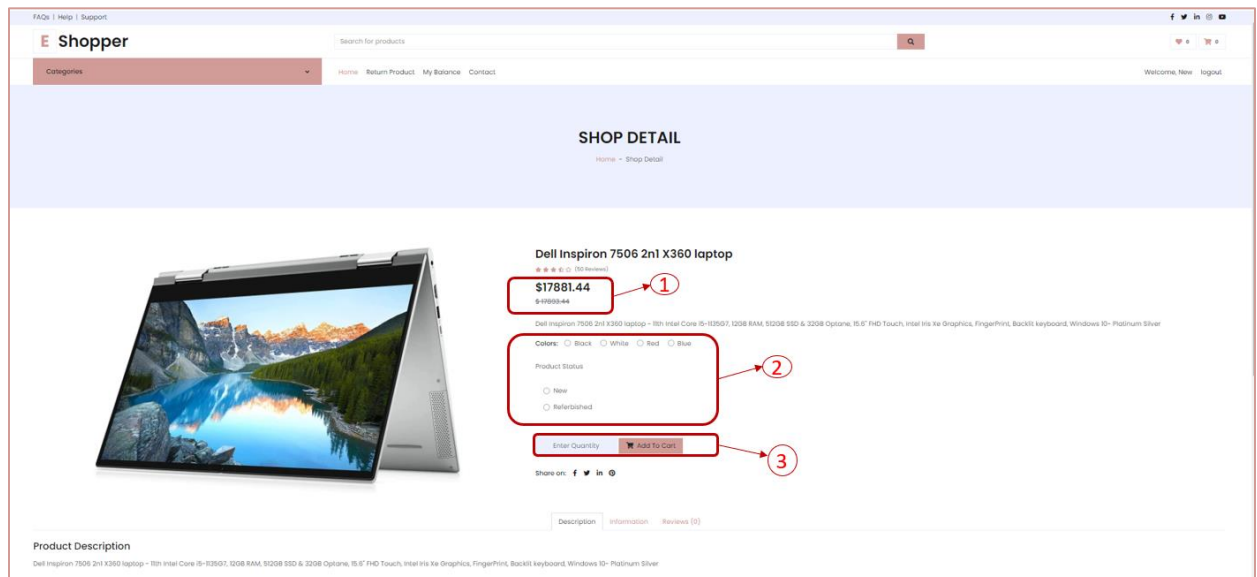 FAQs | Help | Support
E Shopper
Search for products
0 0
Categories
Home Return Product My Balance Contact
Welcome, New logout
SHOP DETAIL
Home - Shop Detail
Dell Inspiron 7506 2n1 X360 laptop
(50 Reviews)
$17881.44
$ 17893.44
1
Dell Inspiron 7506 2n1 X360 laptop - 11th Intel Core i5-1135G7, 12GB RAM, 512GB SSD & 32GB Optane, 15.6" FHD Touch, Intel Iris Xe Graphics, FingerPrint, Backlit keyboard, Windows 10- Platinum Silver
Colors: Black White Red Blue
Product Status
2
New
Referbished
Enter Quantity Add To Cart
3
Share on:
Description Information Reviews (0)
Product Description
Dell Inspiron 7506 2n1 X360 laptop - 11th Intel Core i5-1135G7, 12GB RAM, 512GB SSD & 32GB Optane, 15.6" FHD Touch, Intel Iris Xe Graphics, FingerPrint, Backlit keyboard, Windows 10- Platinum Silver